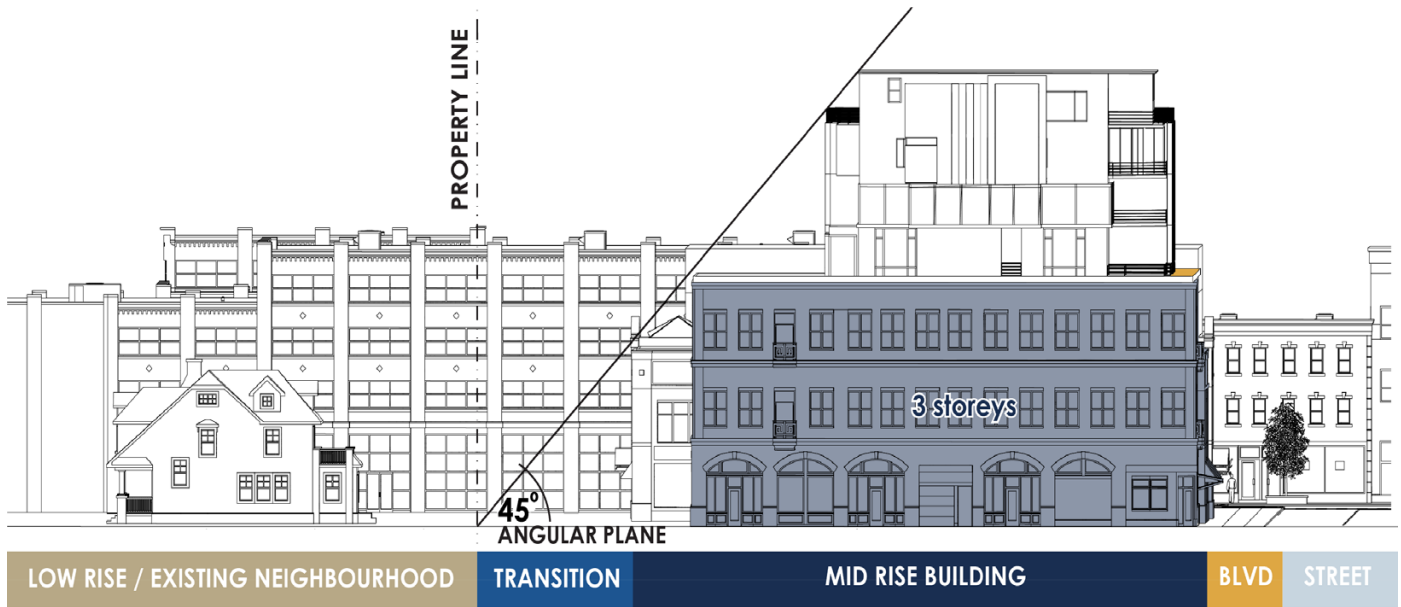 PROPERTY LINE
3 storeys
45°
ANGULAR PLANE
LOW RISE / EXISTING NEIGHBOURHOOD
TRANSITION
MID RISE BUILDING
BLVD
STREET